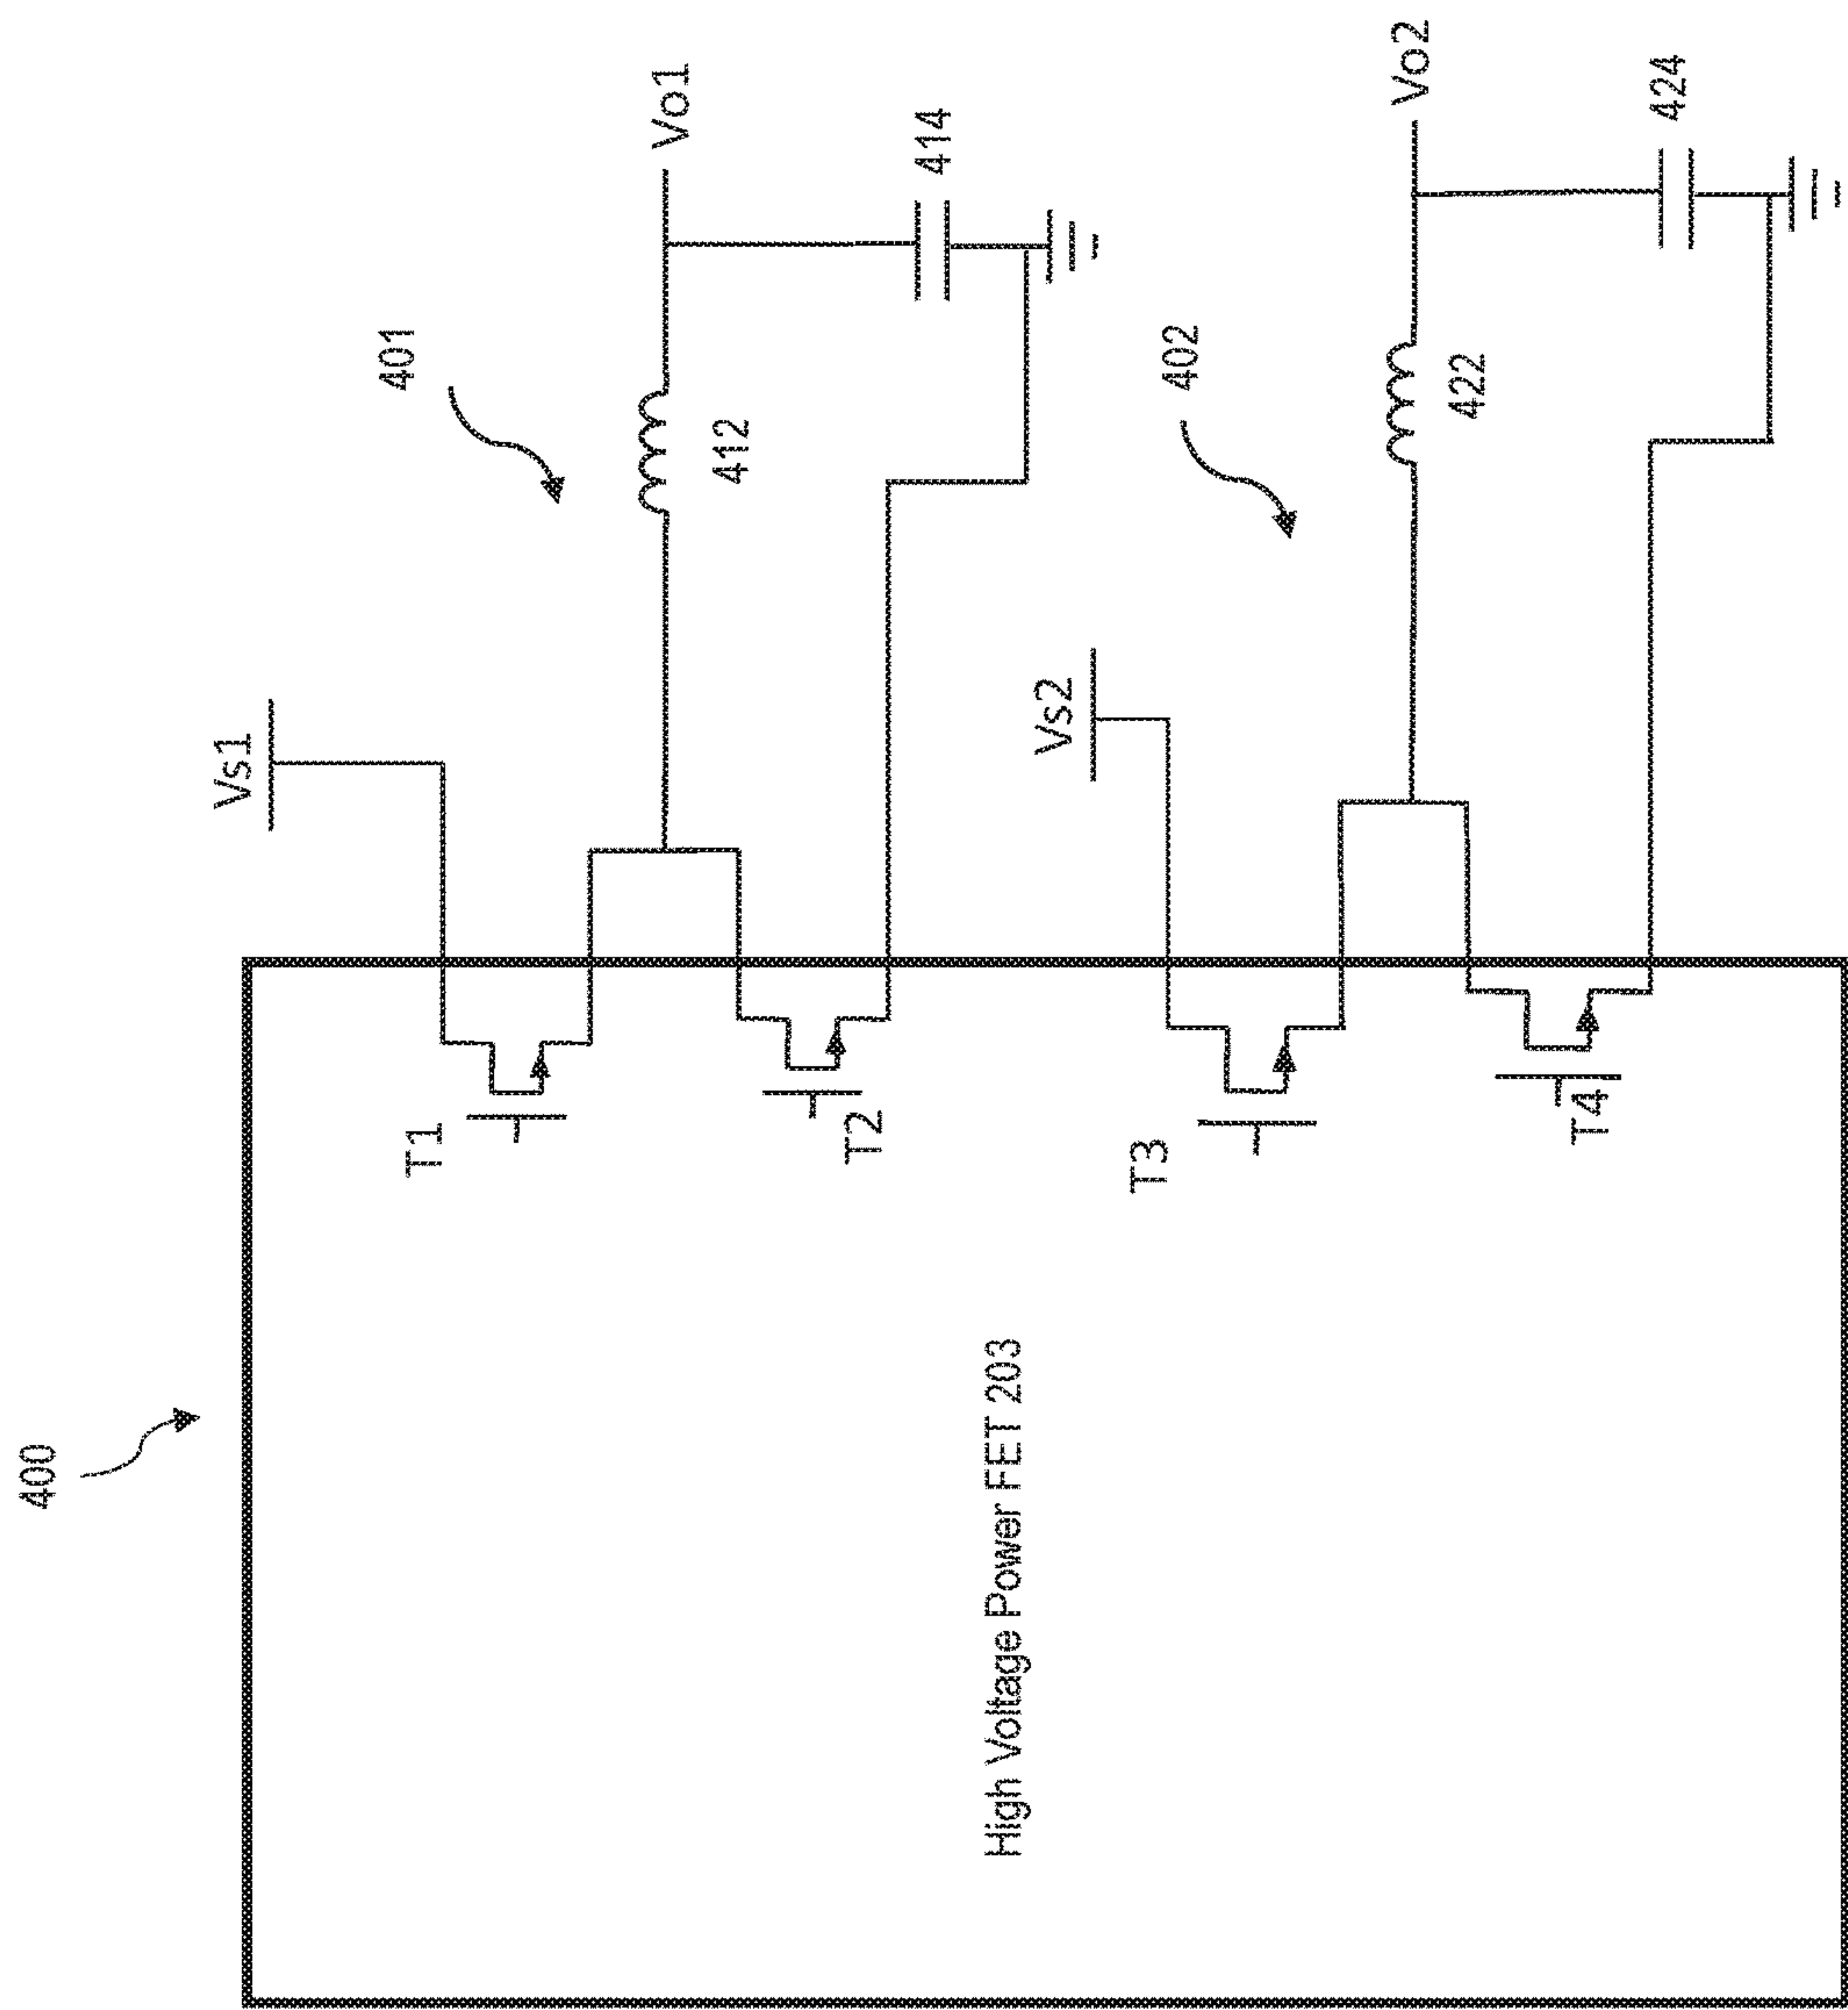 400
High Voltage Power FET 203
T1
T2
T3
T4
Vs1
Vs2
401
402
412
422
Vo1
414
Vo2
424